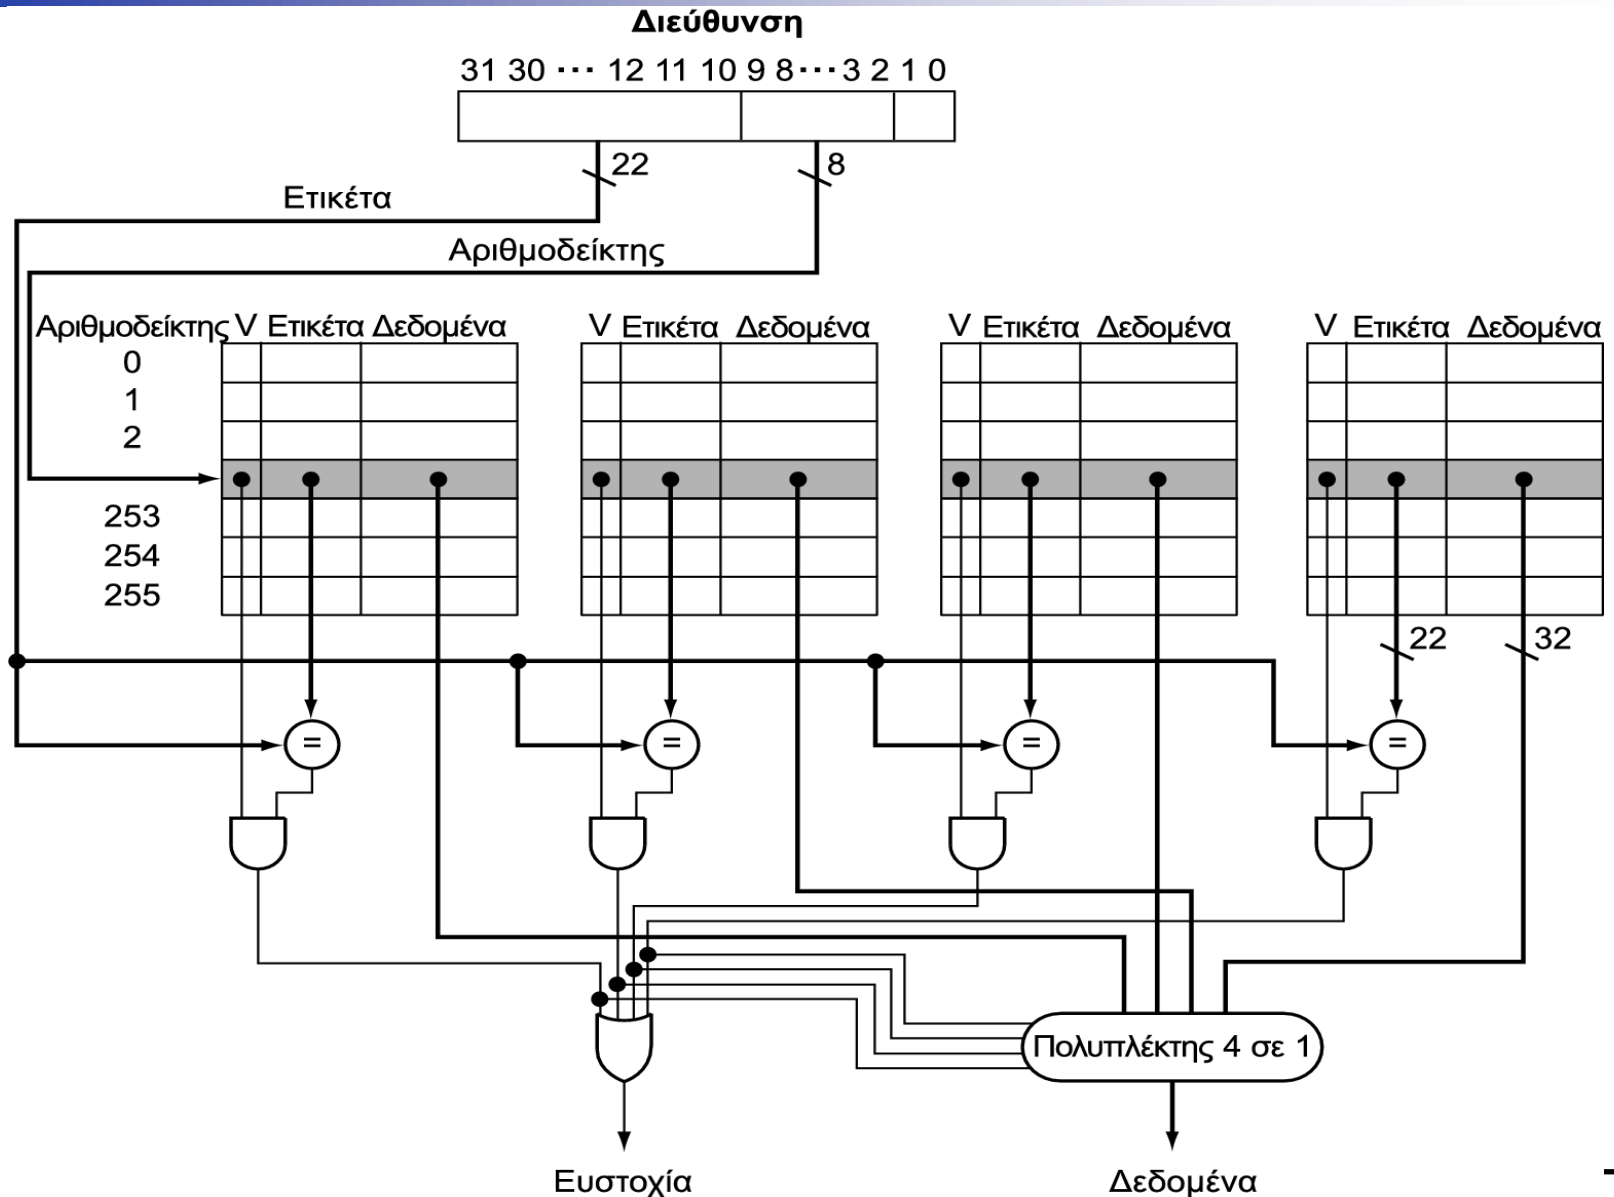 Διεύθυνση
31 30 ··· 12 11 10 9 8 ··· 3 2 1 0
22
8
Ετικέτα
Αριθμοδείκτης
Αριθμοδείκτης V Ετικέτα Δεδομένα V Ετικέτα Δεδομένα V Ετικέτα Δεδομένα V Ετικέτα Δεδομένα
0
1
2
253
254
255
22
32
= = = =
Πολυπλέκτης 4 σε 1
Ευστοχία
Δεδομένα